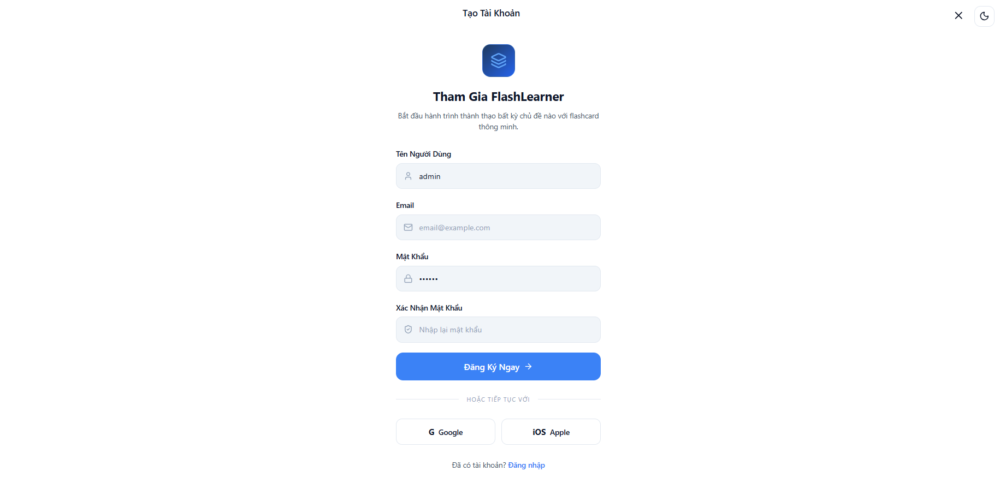 Tạo Tài Khoản
Tham Gia FlashLearner
Bắt đầu hành trình thành thạo bất kỳ chủ đề nào với flashcard
thông minh.
Tên Người Dùng
admin
Email
email@example.com
Mật Khẩu
••••••
Xác Nhận Mật Khẩu
Nhập lại mật khẩu
Đăng Ký Ngay →
HOẶC TIẾP TỤC VỚI
G Google
iOS Apple
Đã có tài khoản? Đăng nhập